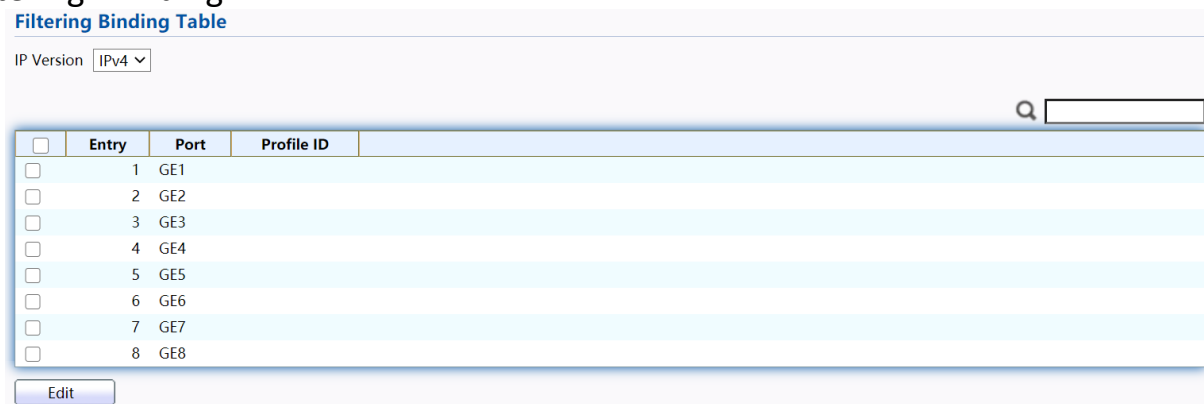 Filtering Binding Table
IP Version IPv4
Entry Port Profile ID
1 GE1
2 GE2
3 GE3
4 GE4
5 GE5
6 GE6
7 GE7
8 GE8
Edit